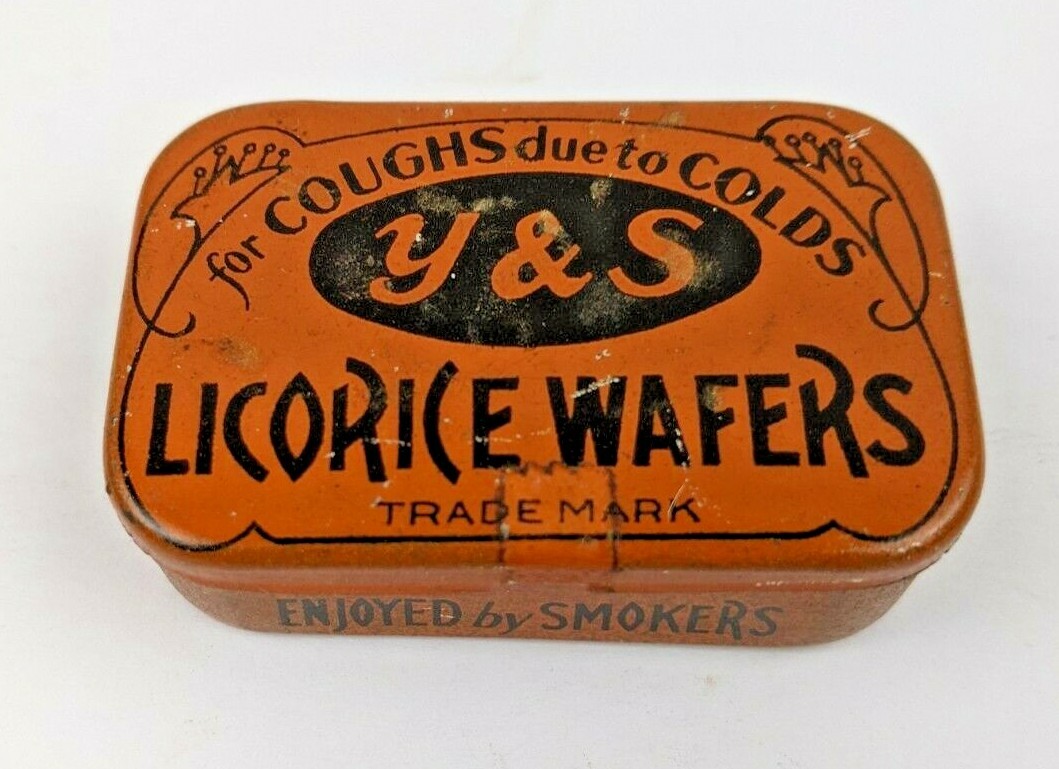 for COUGHS due to COLDS
Y & S
LICORICE WAFERS
TRADE MARK
ENJOYED by SMOKERS